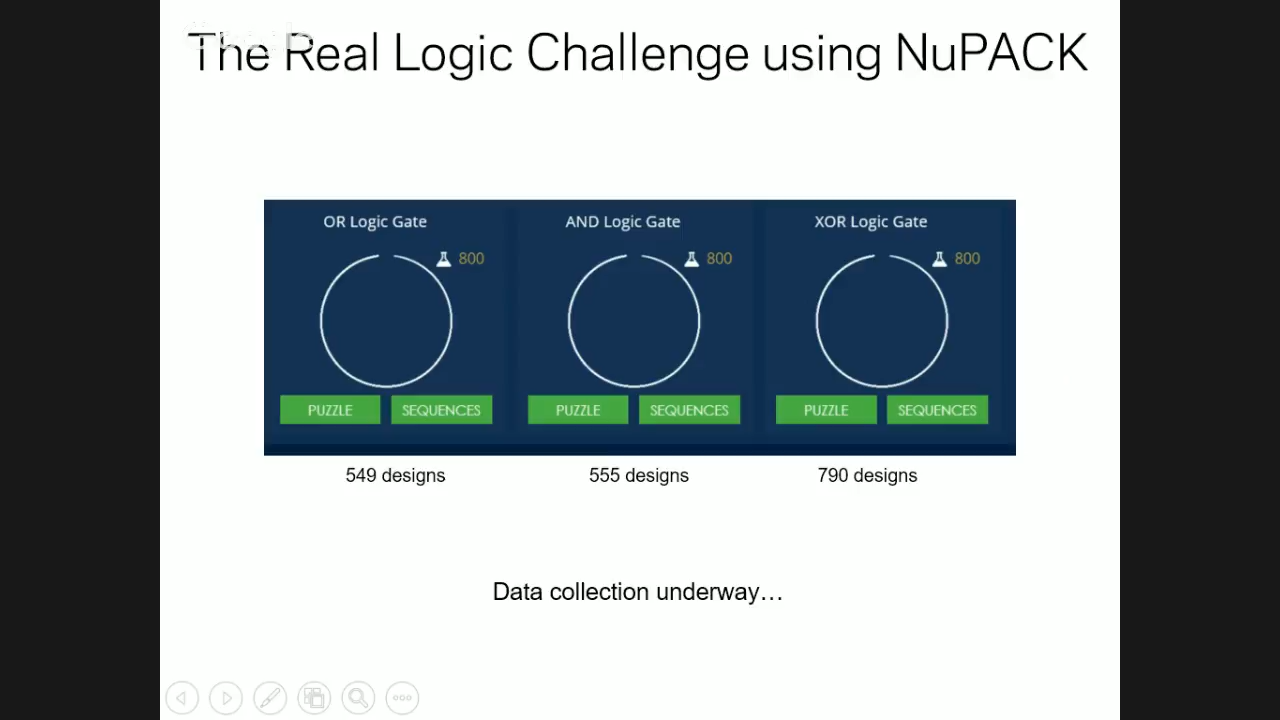 The Real Logic Challenge using NuPACK
OR Logic Gate
800
PUZZLE
SEQUENCES
549 designs
AND Logic Gate
800
PUZZLE
SEQUENCES
555 designs
XOR Logic Gate
800
PUZZLE
SEQUENCES
790 designs
Data collection underway…